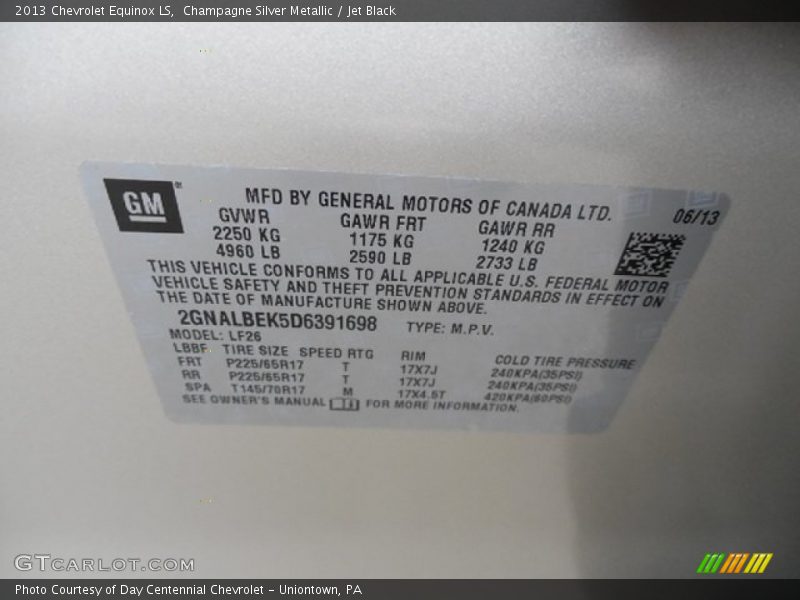 2013 Chevrolet Equinox LS,  Champagne Silver Metallic / Jet Black
GM
MFD BY GENERAL MOTORS OF CANADA LTD. 06/13
GVWR GAWR FRT GAWR RR
2250 KG 1175 KG 1240 KG
4960 LB 2590 LB 2733 LB
THIS VEHICLE CONFORMS TO ALL APPLICABLE U.S. FEDERAL MOTOR
VEHICLE SAFETY AND THEFT PREVENTION STANDARDS IN EFFECT ON
THE DATE OF MANUFACTURE SHOWN ABOVE.
2GNALBEK5D6391698 TYPE: M.P.V.
MODEL: LF26
LBBF TIRE SIZE SPEED RTG RIM COLD TIRE PRESSURE
FRT P225/65R17 T 17X7J 240KPA(35PSI)
RR P225/65R17 T 17X7J 240KPA(35PSI)
SPA T145/70R17 M 17X4.5T 420KPA(60PSI)
SEE OWNER'S MANUAL FOR MORE INFORMATION.
GTCARLOT.COM
Photo Courtesy of Day Centennial Chevrolet - Uniontown, PA